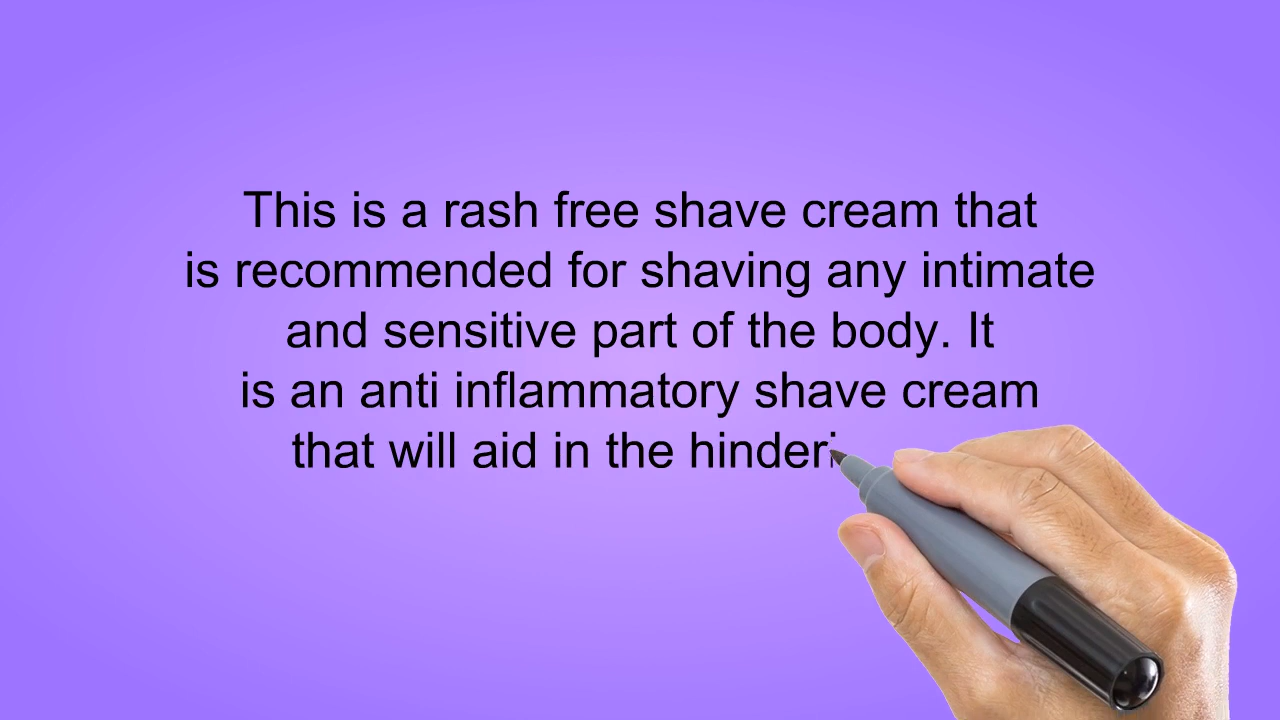 This is a rash free shave cream that
is recommended for shaving any intimate
and sensitive part of the body. It
is an anti inflammatory shave cream
that will aid in the hinderi